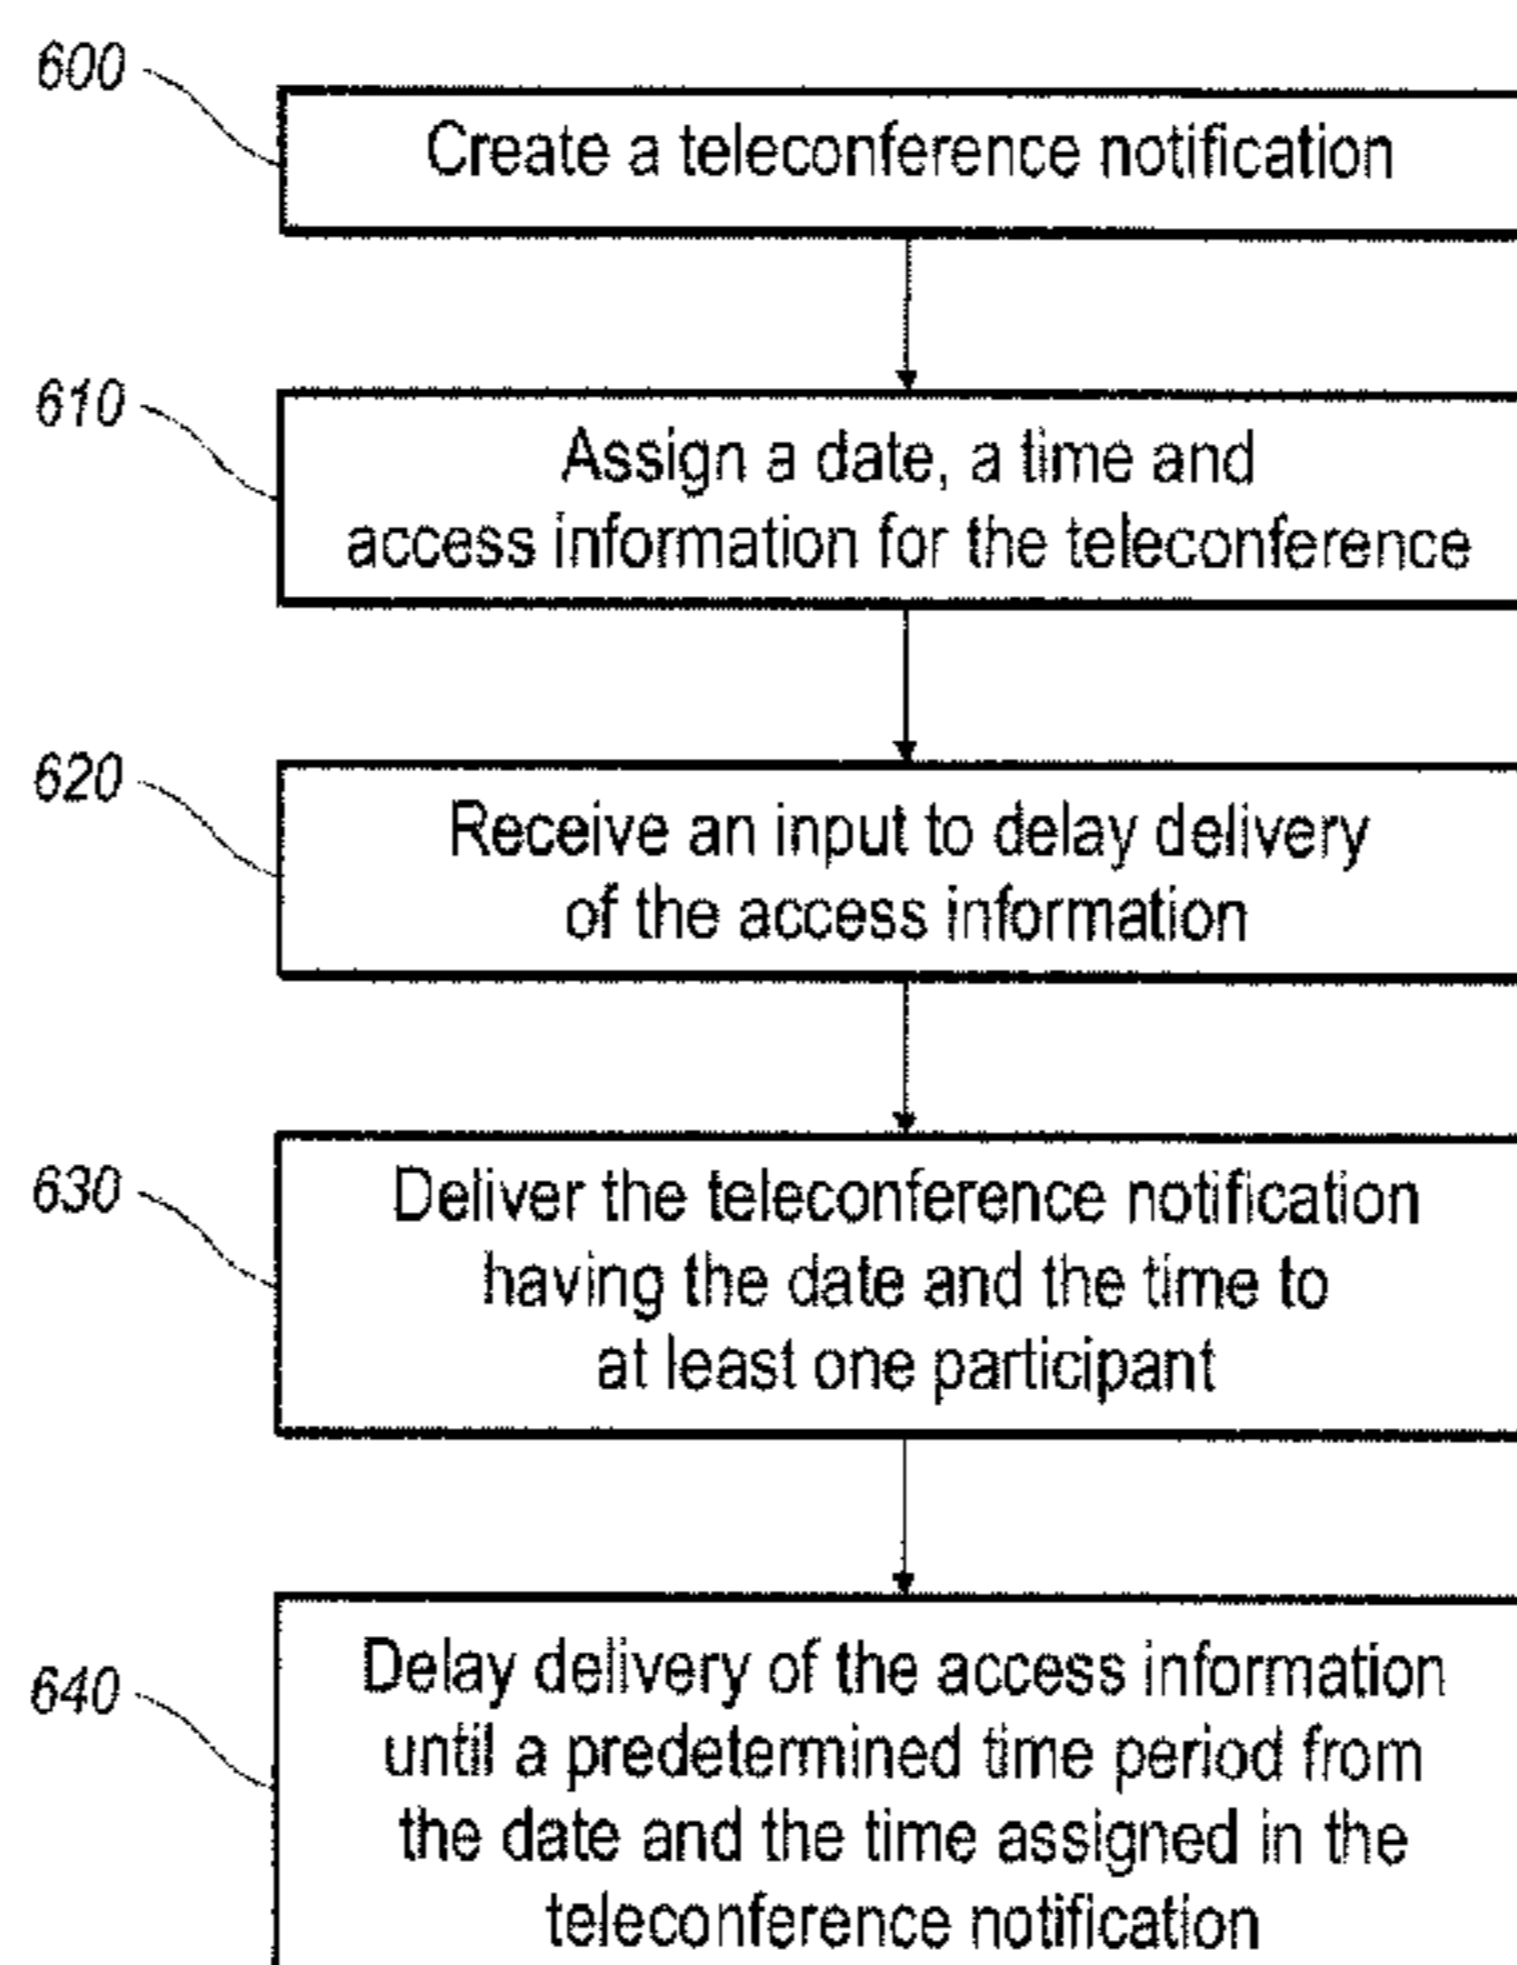 600
Create a teleconference notification
610
Assign a date, a time and
access information for the teleconference
620
Receive an input to delay delivery
of the access information
630
Deliver the teleconference notification
having the date and the time to
at least one participant
640
Delay delivery of the access information
until a predetermined time period from
the date and the time assigned in the
teleconference notification